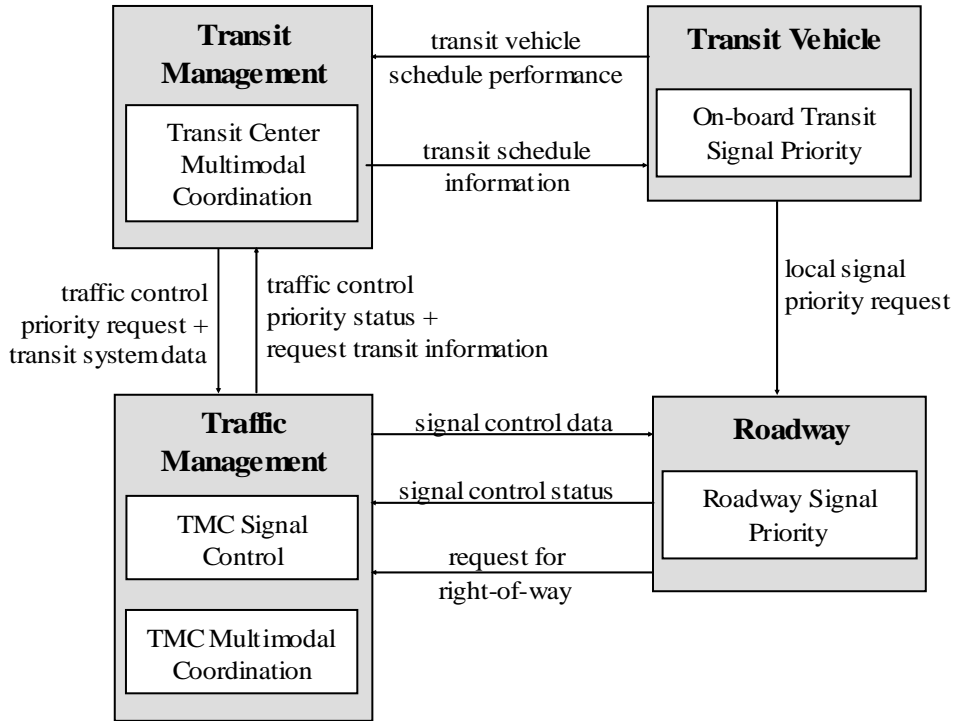 Transit
Management
Transit Center
Multimodal
Coordination
transit vehicle
schedule performance
transit schedule
information
Transit Vehicle
On-board Transit
Signal Priority
traffic control
priority request +
transit system data
traffic control
priority status +
request transit information
local signal
priority request
Traffic
Management
TMC Signal
Control
TMC Multimodal
Coordination
signal control data
signal control status
request for
right-of-way
Roadway
Roadway Signal
Priority